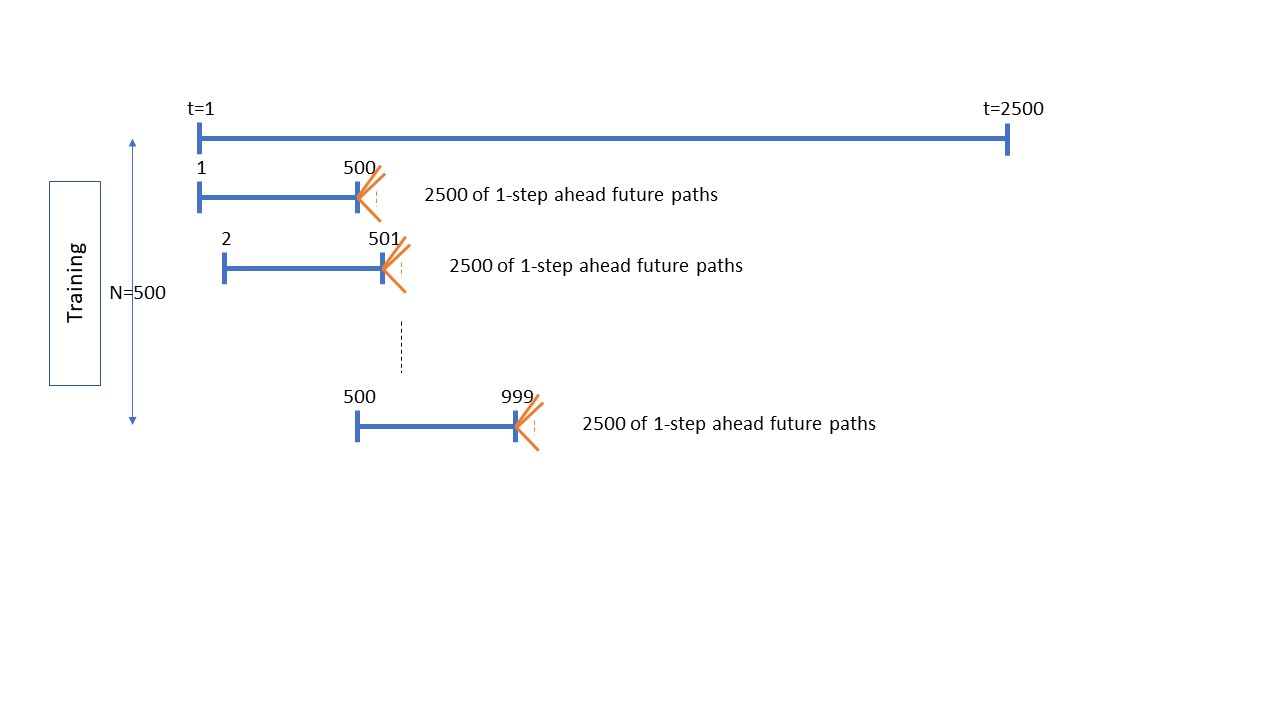 t=1
t=2500
1
500
2500 of 1-step ahead future paths
2
501
2500 of 1-step ahead future paths
Training
N=500
500
999
2500 of 1-step ahead future paths